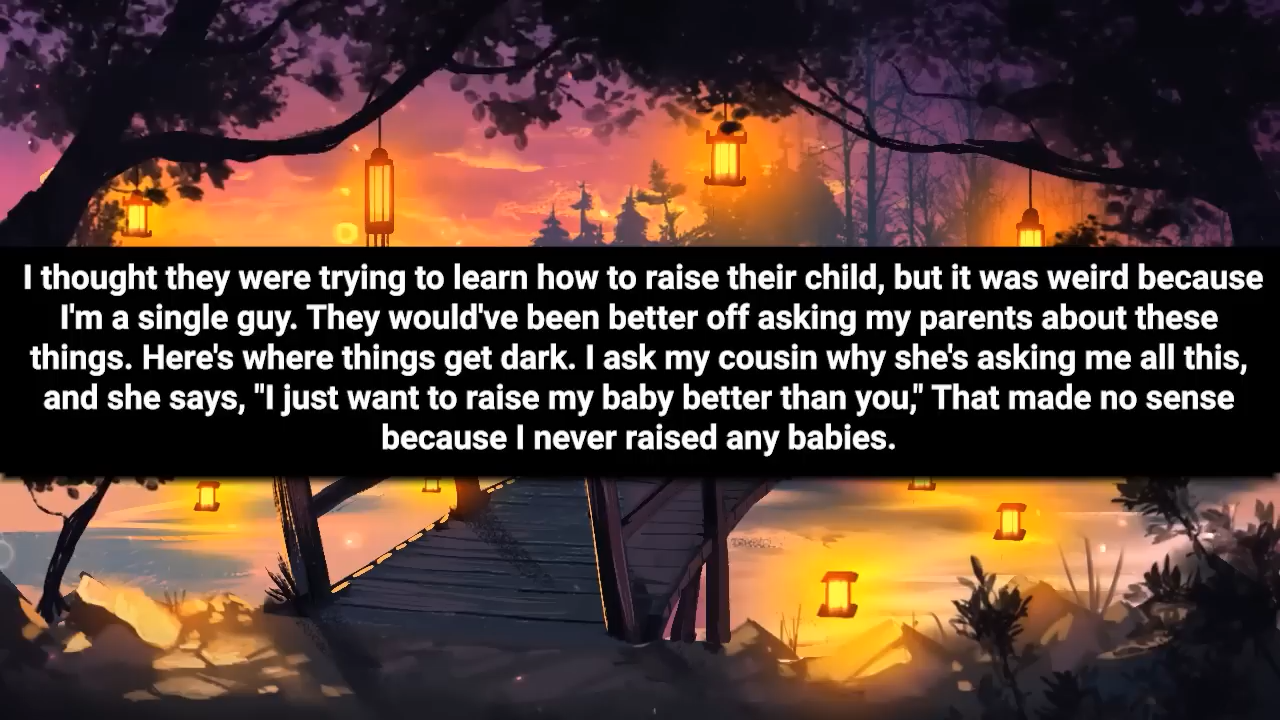 I thought they were trying to learn how to raise their child, but it was weird because
I'm a single guy. They would've been better off asking my parents about these
things. Here's where things get dark. I ask my cousin why she's asking me all this,
and she says, "I just want to raise my baby better than you," That made no sense
because I never raised any babies.